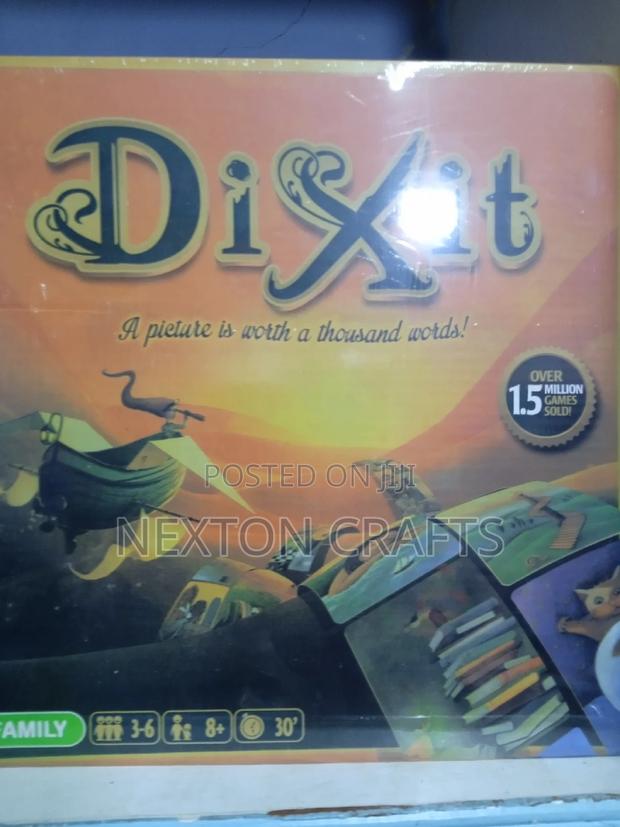 DiXit
A picture is worth a thousand words!
OVER
1.5 MILLION
GAMES
SOLD!
POSTED ON JIJI
NEXTON CRAFTS
FAMILY
3-6
8+
30'